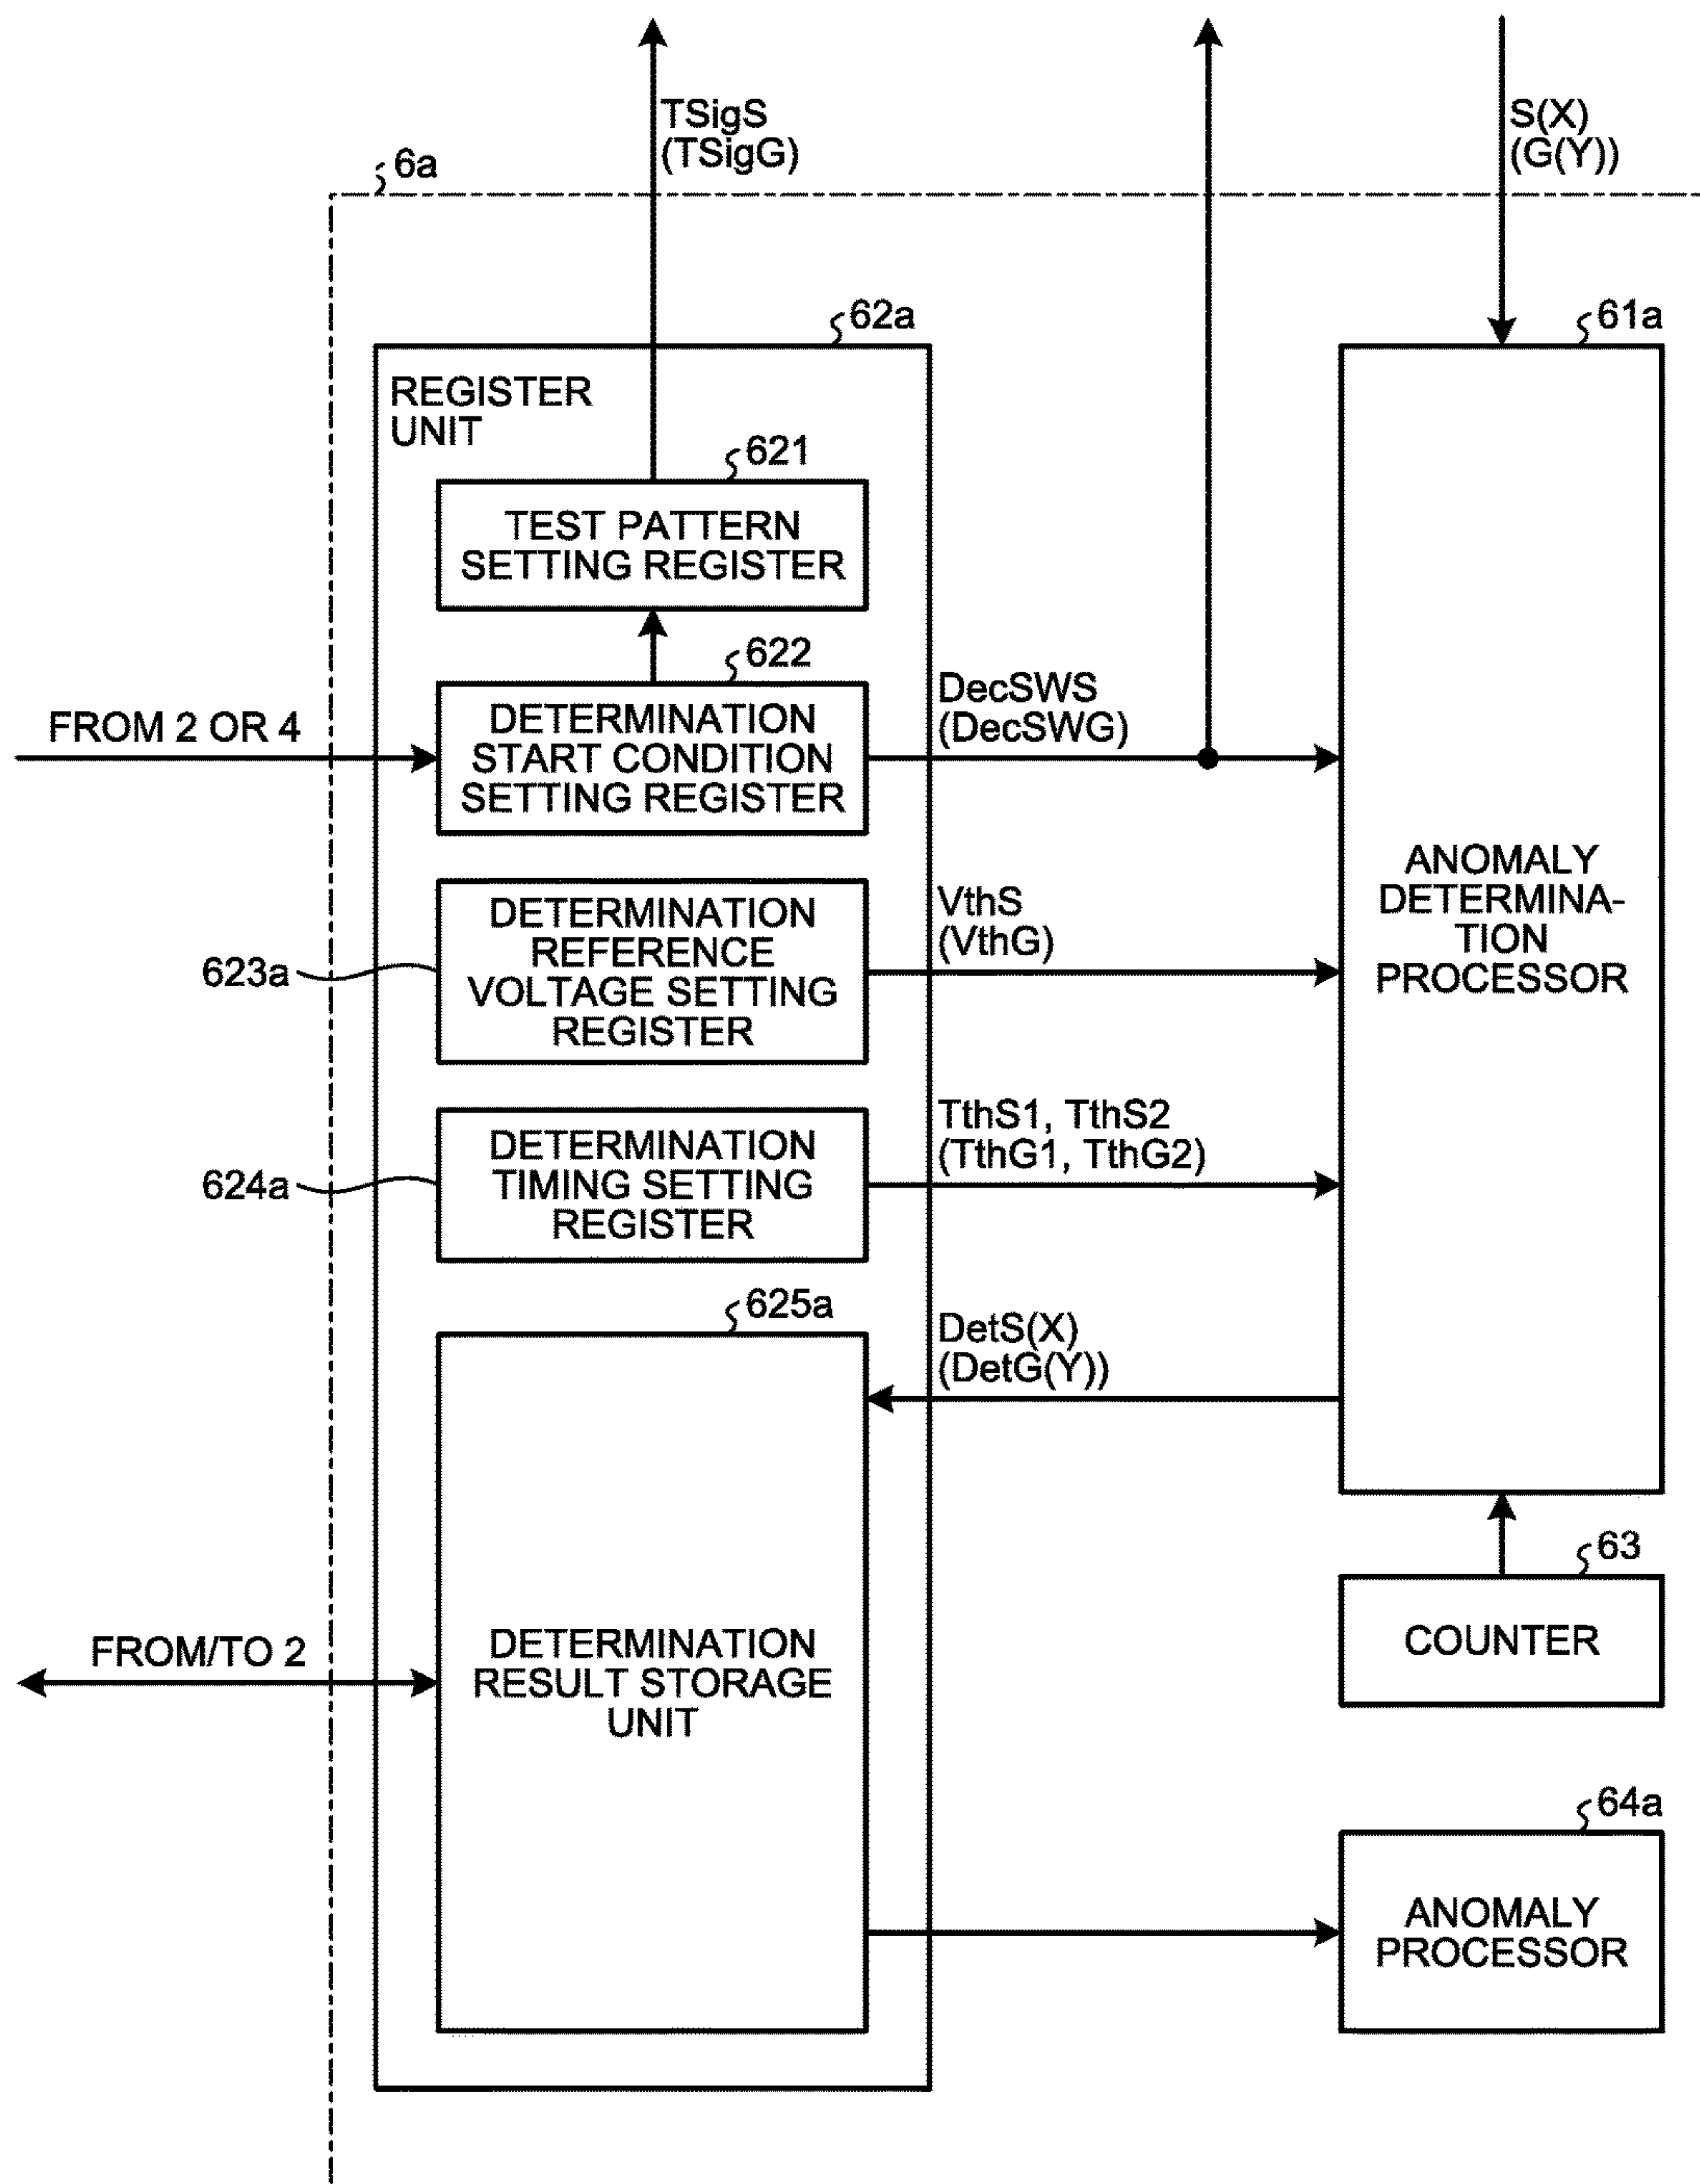 TSigS
(TSigG)
S(X)
(G(Y))
6a
62a
61a
REGISTER
UNIT
621
TEST PATTERN
SETTING REGISTER
622
FROM 2 OR 4
DETERMINATION
START CONDITION
SETTING REGISTER
DecSWS
(DecSWG)
ANOMALY
DETERMINA-
TION
PROCESSOR
623a
DETERMINATION
REFERENCE
VOLTAGE SETTING
REGISTER
VthS
(VthG)
624a
DETERMINATION
TIMING SETTING
REGISTER
TthS1, TthS2
(TthG1, TthG2)
625a
DetS(X)
(DetG(Y))
63
COUNTER
FROM/TO 2
DETERMINATION
RESULT STORAGE
UNIT
64a
ANOMALY
PROCESSOR